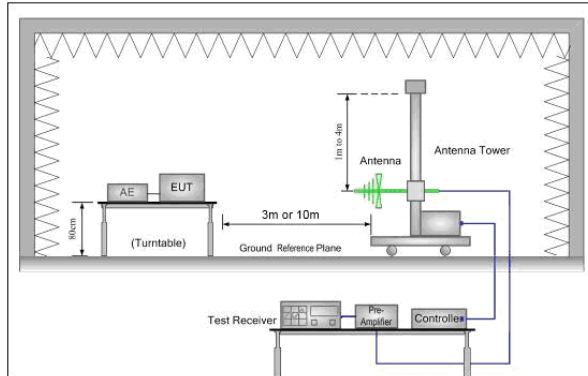 1m to 4m
Antenna
Antenna Tower
AE
EUT
80cm
(Turntable)
3m or 10m
Ground Reference Plane
Test Receiver
Pre-
Amplifier
Controller